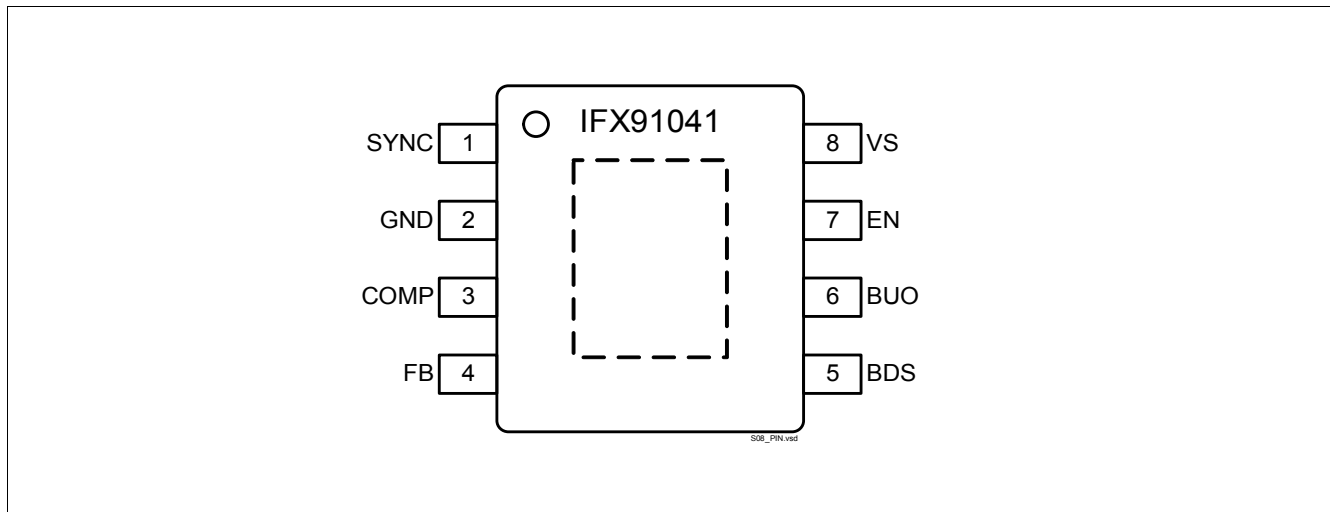 IFX91041
SYNC 1
8 VS
GND 2
7 EN
COMP 3
6 BUO
FB 4
5 BDS
S08_PIN.vsd